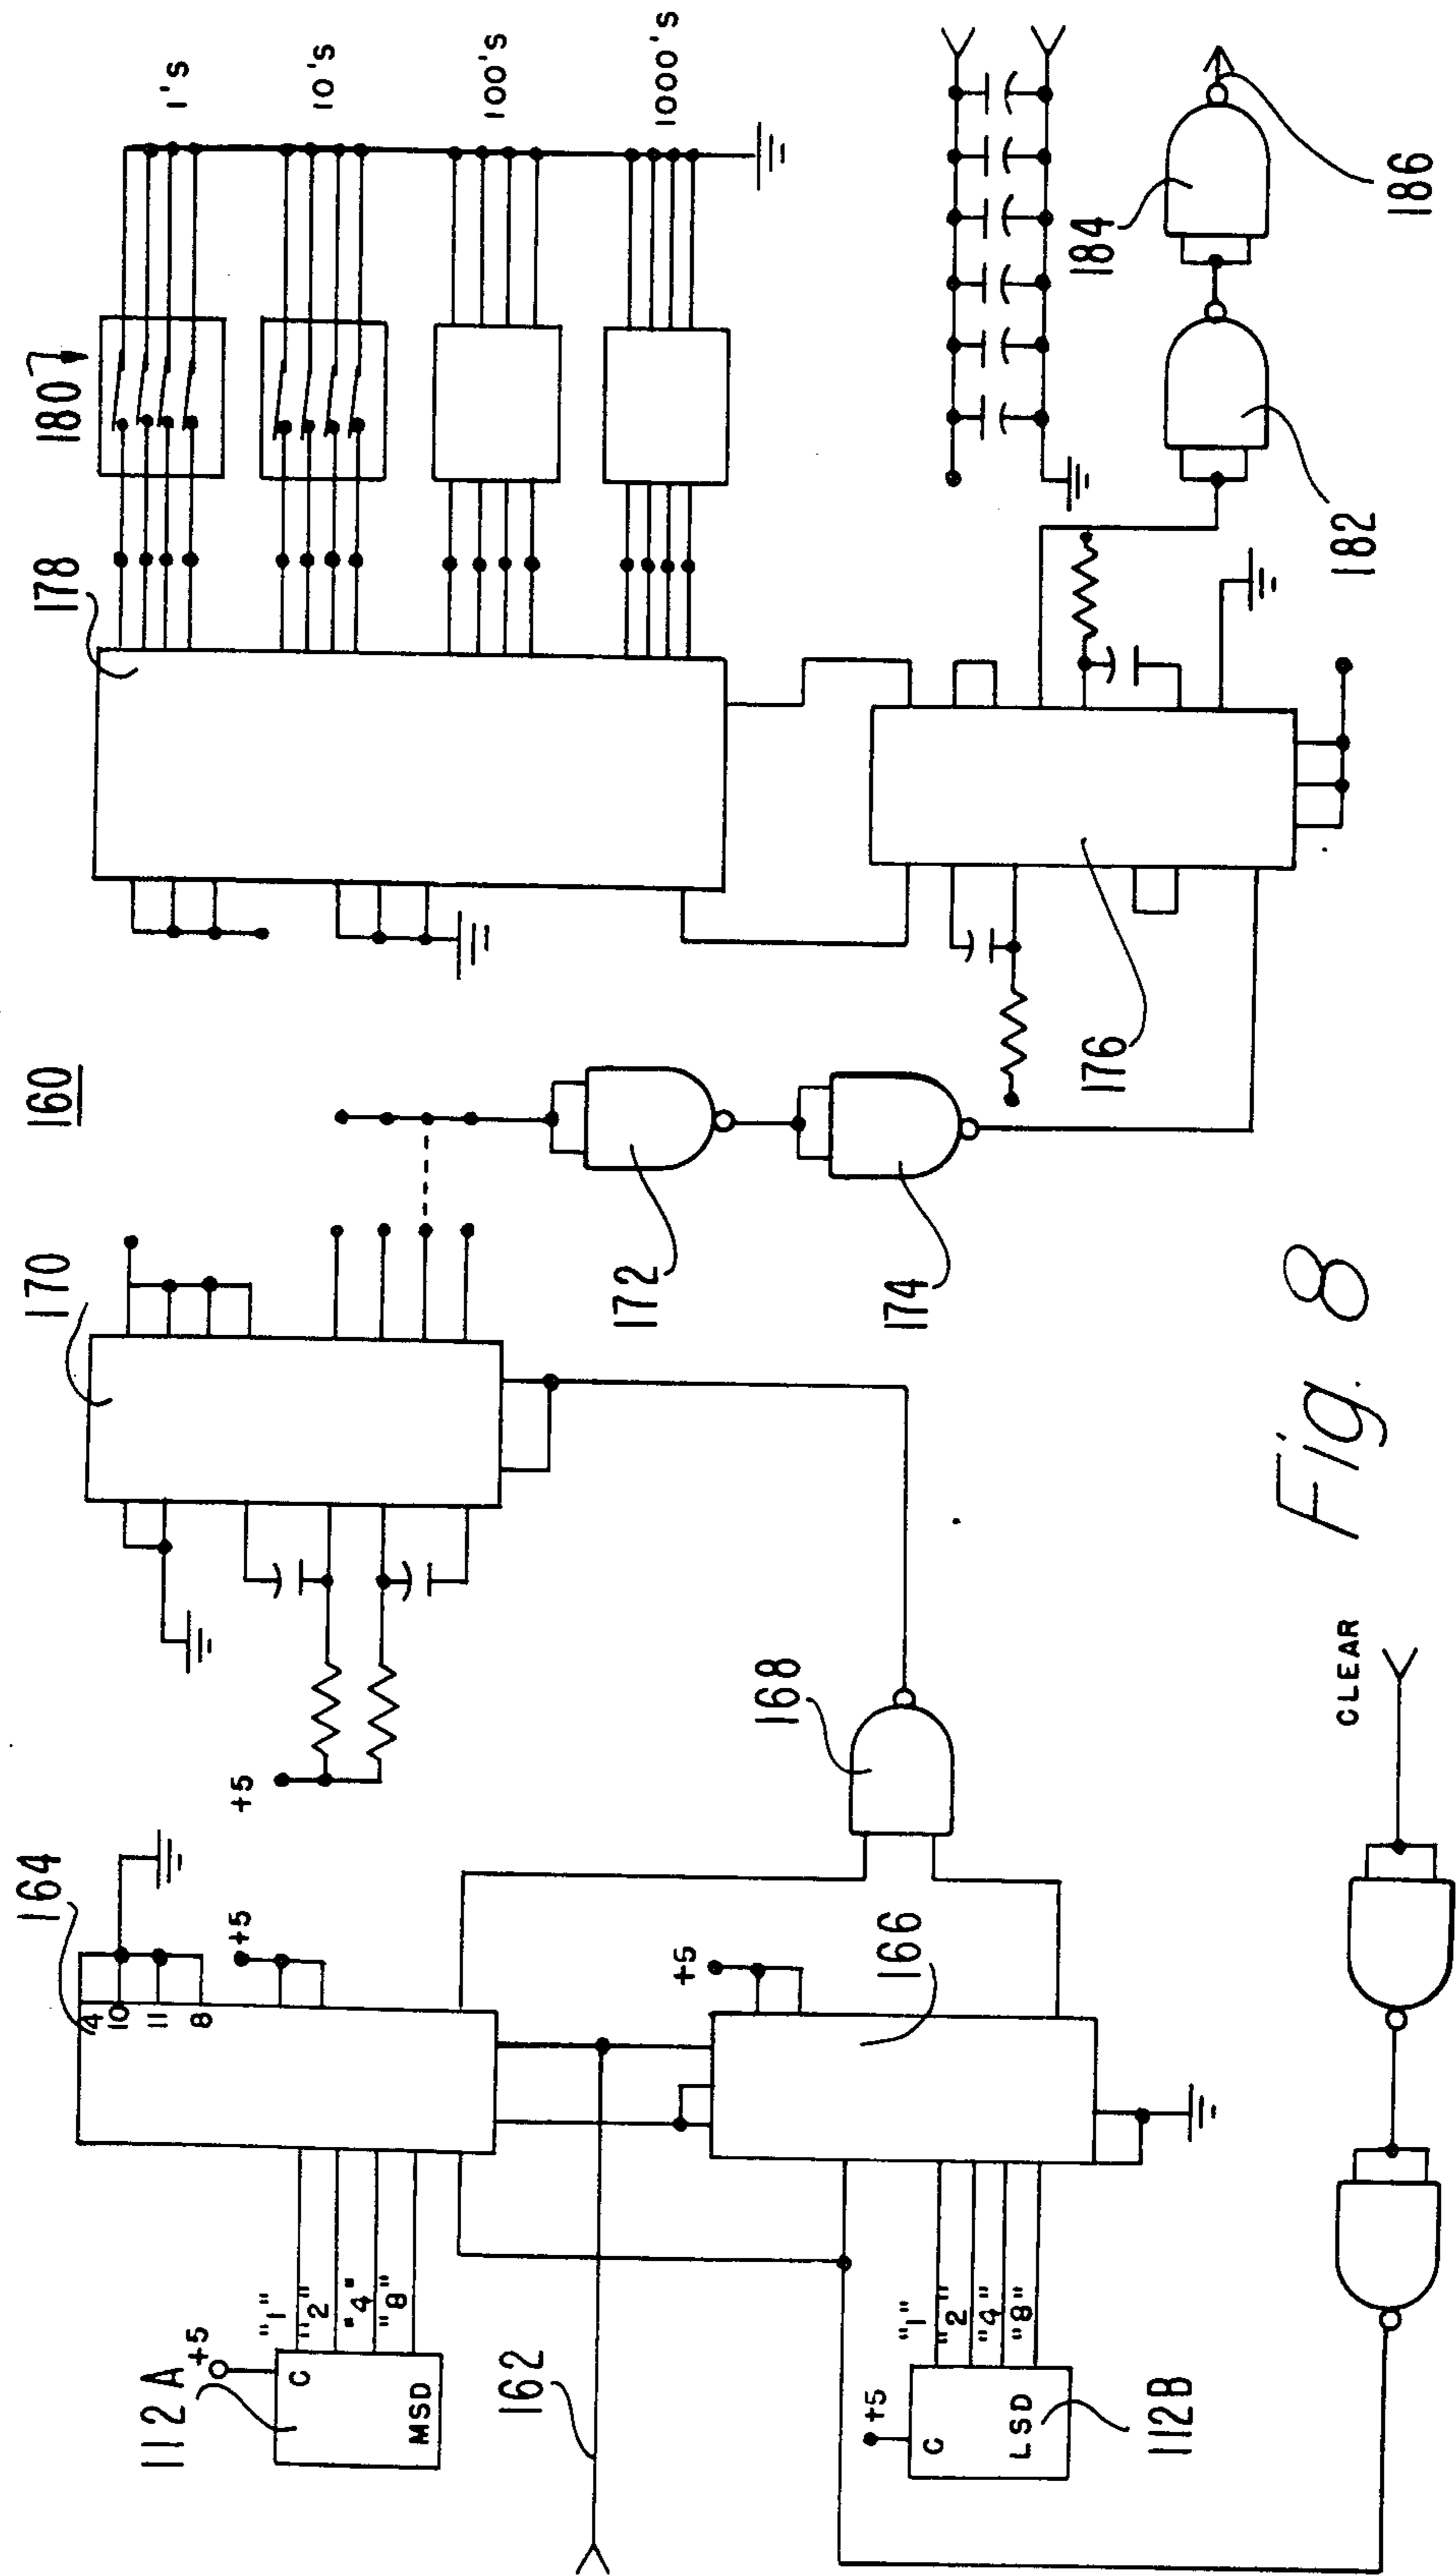 160
112 A
+5
C
MSD
"1"
"2"
"4"
"8"
164
4
10
11
8
+5
162
+5
C
LSD
112B
"1"
"2"
"4"
"8"
+5
166
168
CLEAR
+5
170
172
174
176
178
180
1's
10's
100's
1000's
182
184
186
Fig. 8